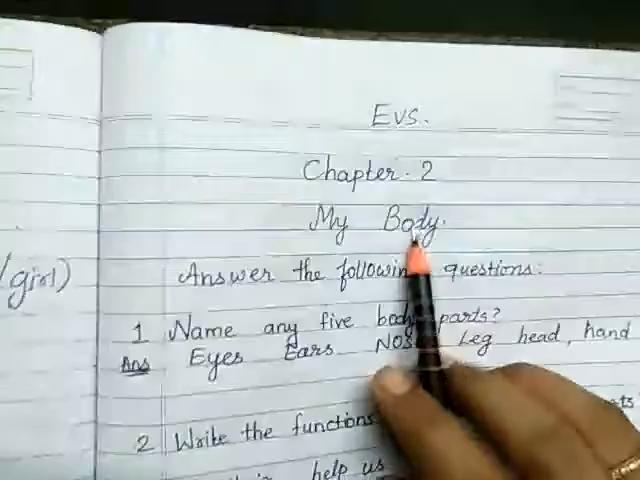 Evs.
Chapter. 2
My Body.
/girl)
Answer the following questions:
1 Name any five body parts?
Ans Eyes Ears Nose Leg head, hand
2 Write the functions
help us